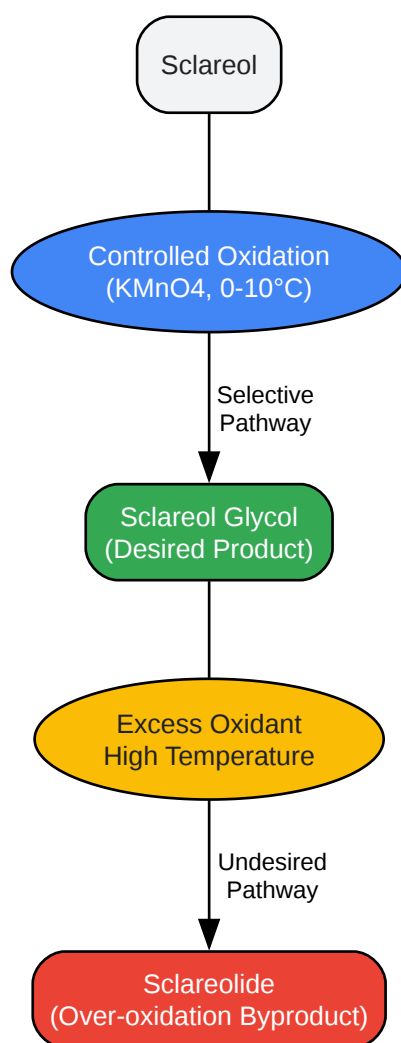 Sclareol
Controlled Oxidation
(KMnO4, 0-10°C)
Selective
Pathway
Sclareol Glycol
(Desired Product)
Excess Oxidant
High Temperature
Undesired
Pathway
Sclareolide
(Over-oxidation Byproduct)